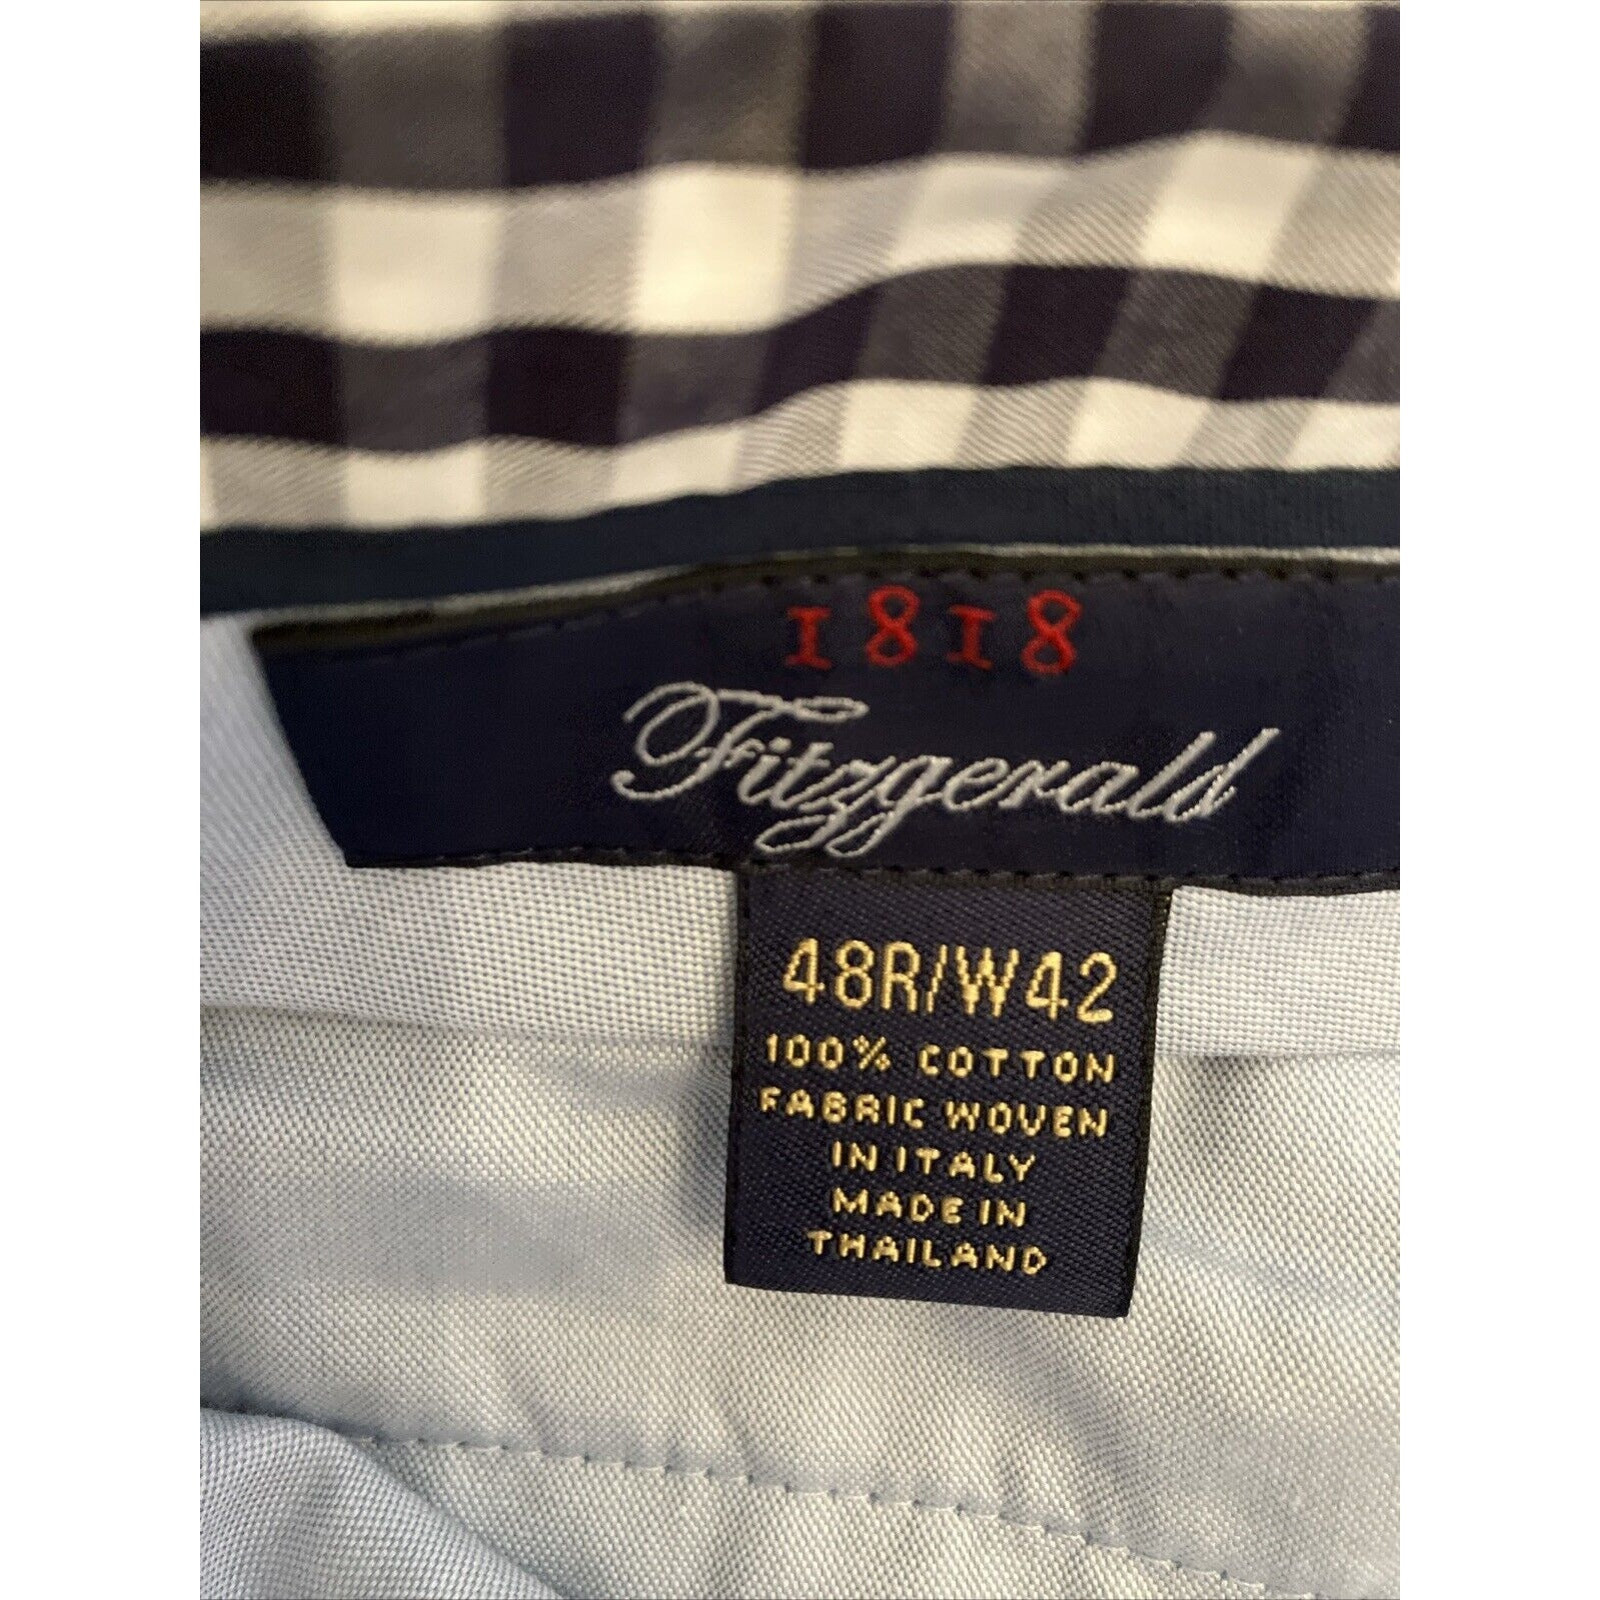 1818
Fitzgerald
48R/W42
100% COTTON
FABRIC WOVEN
IN ITALY
MADE IN
THAILAND